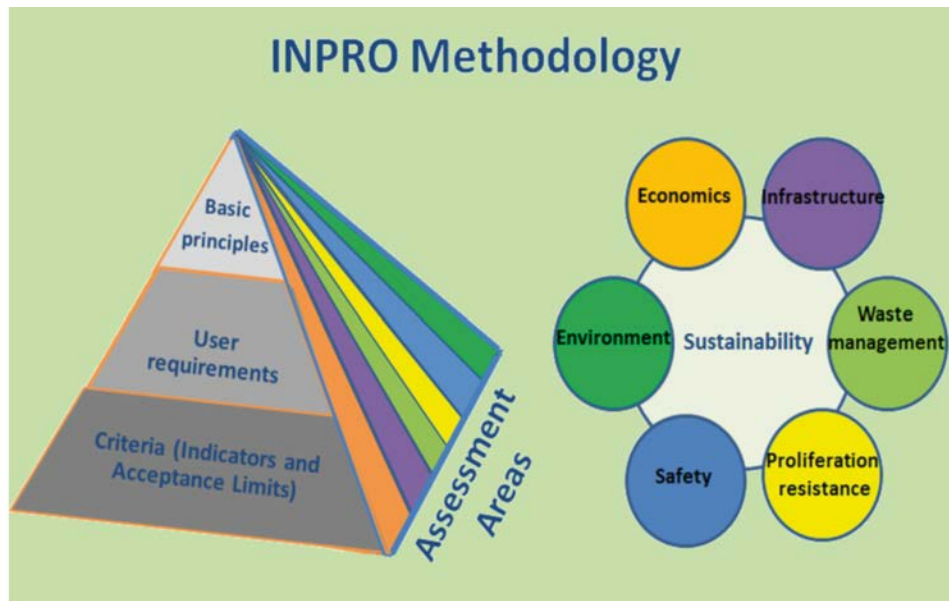 INPRO Methodology
Basic
principles
User
requirements
Criteria (Indicators and
Acceptance Limits)
Assessment
Areas
Economics
Infrastructure
Environment
Sustainability
Waste
management
Safety
Proliferation
resistance